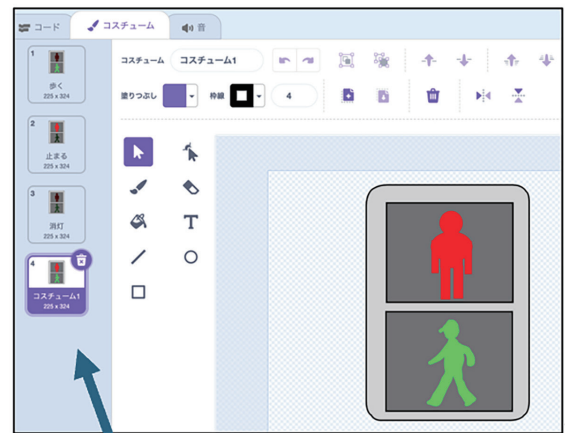 コード
コスチューム
音
コスチューム
コスチューム1
塗りつぶし
枠線
4
1
歩く
225 x 324
2
止まる
225 x 324
3
消灯
225 x 324
4
コスチューム1
225 x 324
T